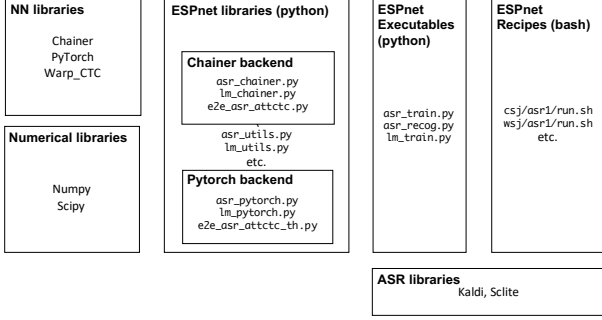 NN libraries
Chainer
PyTorch
Warp_CTC
Numerical libraries
Numpy
Scipy
ESPnet libraries (python)
Chainer backend
asr_chainer.py
lm_chainer.py
e2e_asr_attctc.py
asr_utils.py
lm_utils.py
etc.
Pytorch backend
asr_pytorch.py
lm_pytorch.py
e2e_asr_attctc_th.py
ESPnet
Executables
(python)
asr_train.py
asr_recog.py
lm_train.py
ESPnet
Recipes (bash)
csj/asr1/run.sh
wsj/asr1/run.sh
etc.
ASR libraries
Kaldi, Sclite